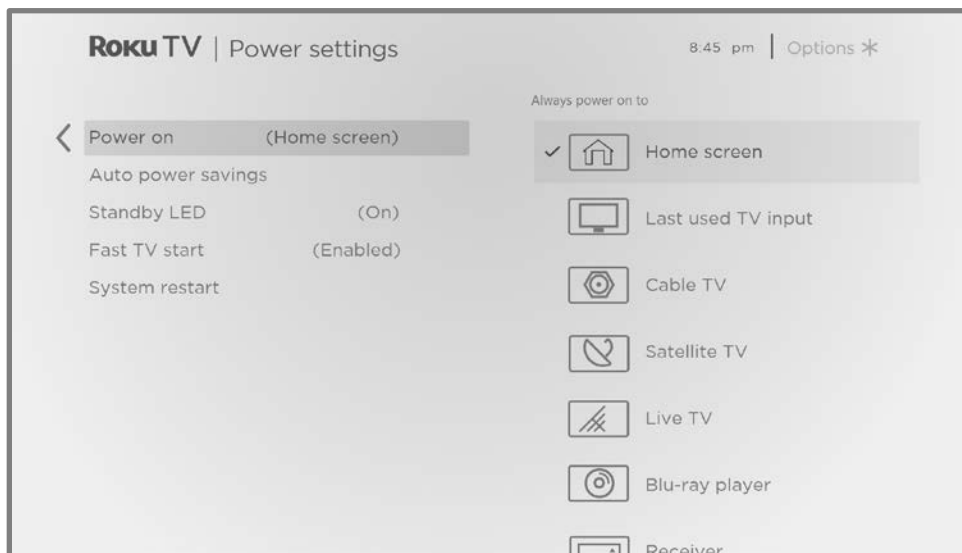 Roku TV | Power settings
8:45 pm | Options *
Power on (Home screen)
Auto power savings
Standby LED (On)
Fast TV start (Enabled)
System restart
Always power on to
Home screen
Last used TV input
Cable TV
Satellite TV
Live TV
Blu-ray player
Receiver